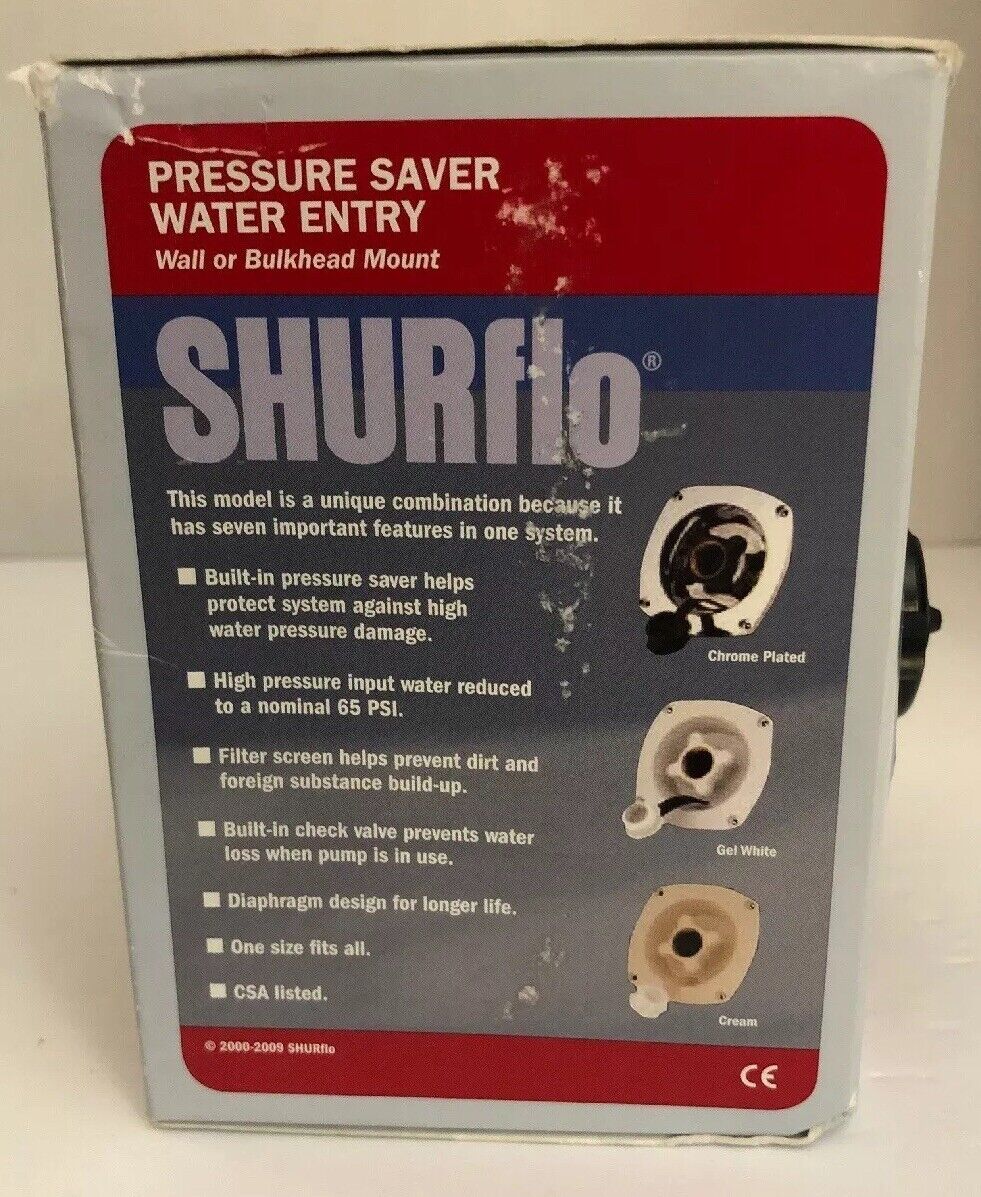 PRESSURE SAVER
WATER ENTRY
Wall or Bulkhead Mount
SHURflo®
This model is a unique combination because it
has seven important features in one system.
■ Built-in pressure saver helps
protect system against high
water pressure damage.
■ High pressure input water reduced
to a nominal 65 PSI.
■ Filter screen helps prevent dirt and
foreign substance build-up.
■ Built-in check valve prevents water
loss when pump is in use.
■ Diaphragm design for longer life.
■ One size fits all.
■ CSA listed.
Chrome Plated
Gel White
Cream
© 2000-2009 SHURflo
CE